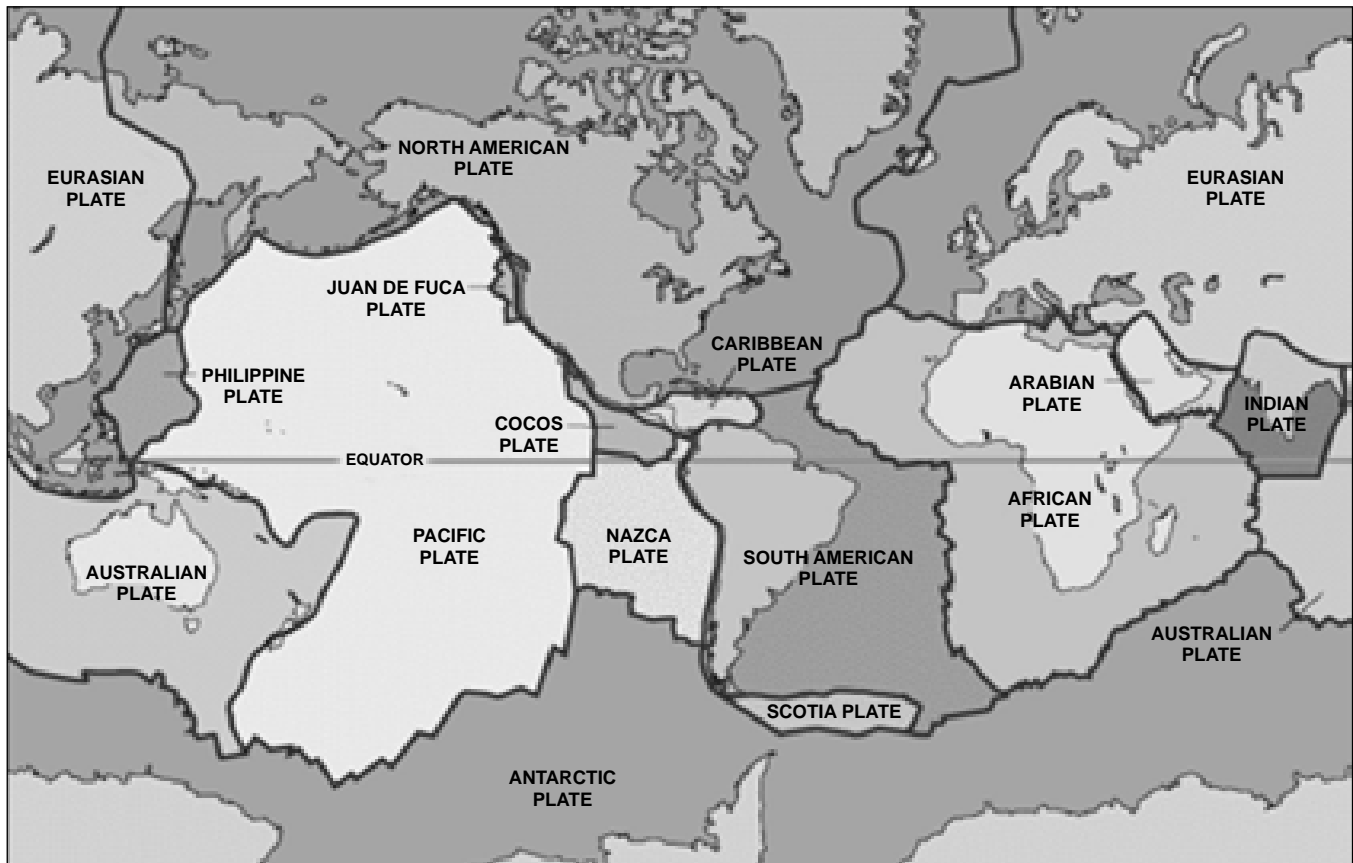 NORTH AMERICAN
PLATE
EURASIAN
PLATE
EURASIAN
PLATE
JUAN DE FUCA
PLATE
CARIBBEAN
PLATE
PHILIPPINE
PLATE
ARABIAN
PLATE
INDIAN
PLATE
COCOS
PLATE
EQUATOR
AFRICAN
PLATE
PACIFIC
PLATE
NAZCA
PLATE
SOUTH AMERICAN
PLATE
AUSTRALIAN
PLATE
AUSTRALIAN
PLATE
SCOTIA PLATE
ANTARCTIC
PLATE